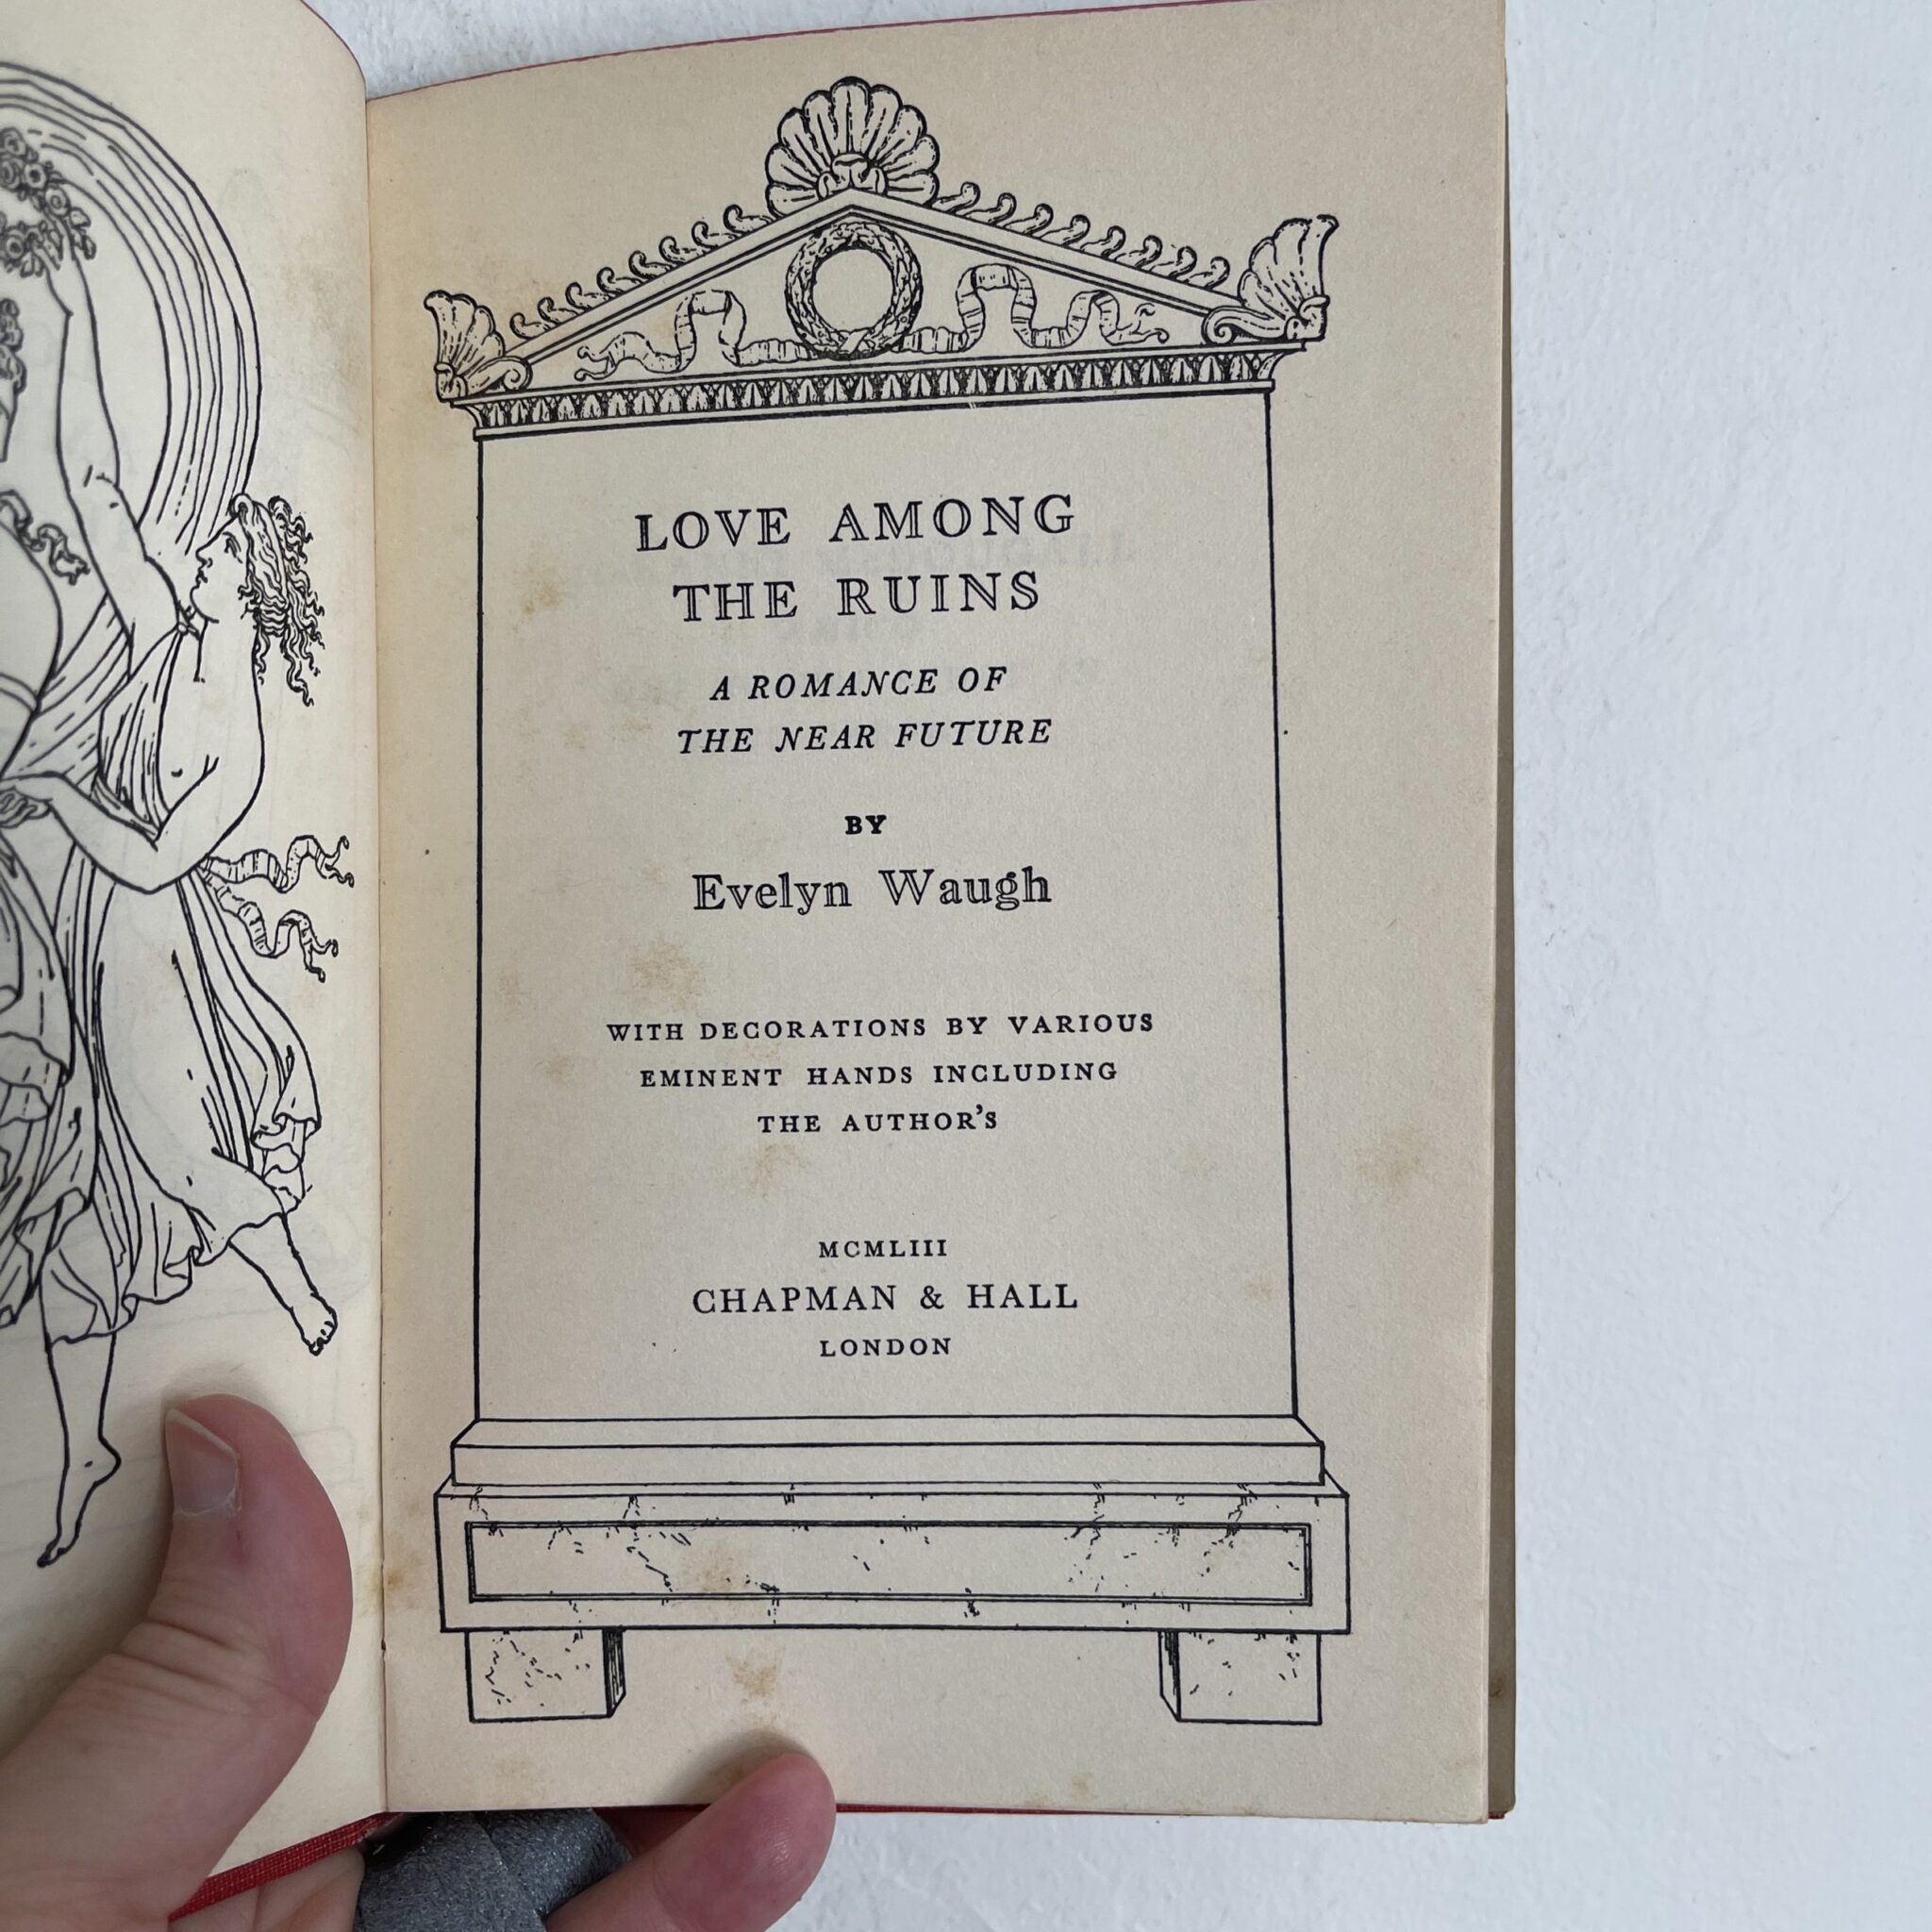 LOVE AMONG
THE RUINS
A ROMANCE OF
THE NEAR FUTURE
BY
Evelyn Waugh
WITH DECORATIONS BY VARIOUS
EMINENT HANDS INCLUDING
THE AUTHOR'S
MCMLIII
CHAPMAN & HALL
LONDON